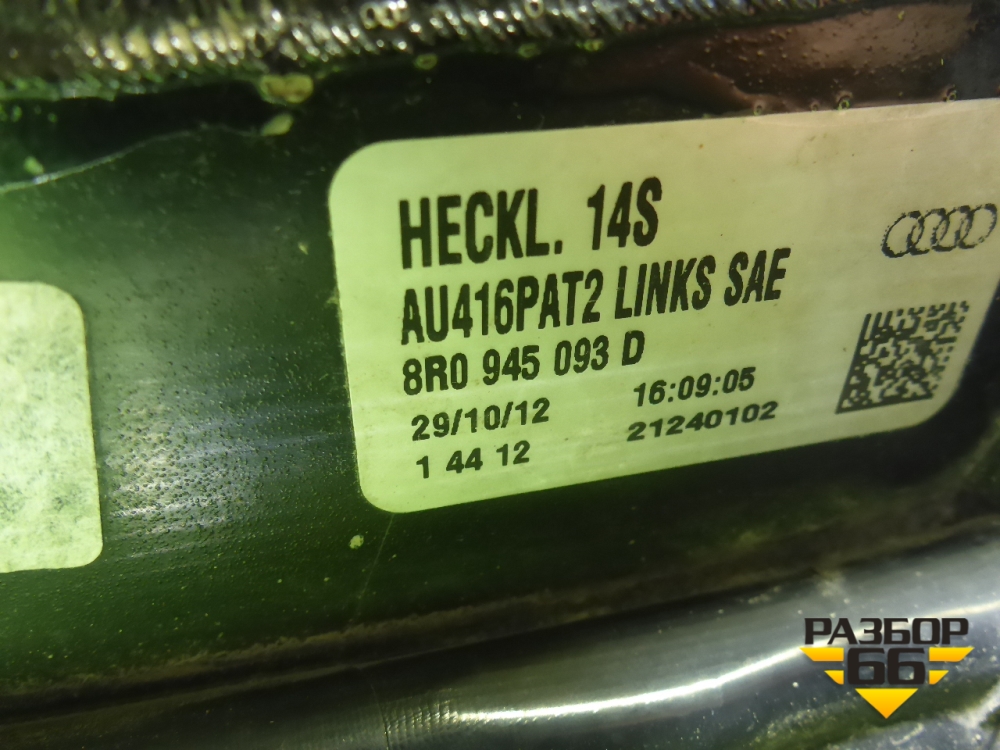 HECKL. 14S
AU416PAT2 LINKS SAE
8R0 945 093 D
29/10/12 16:09:05
1 44 12 21240102
РАЗБОР
66